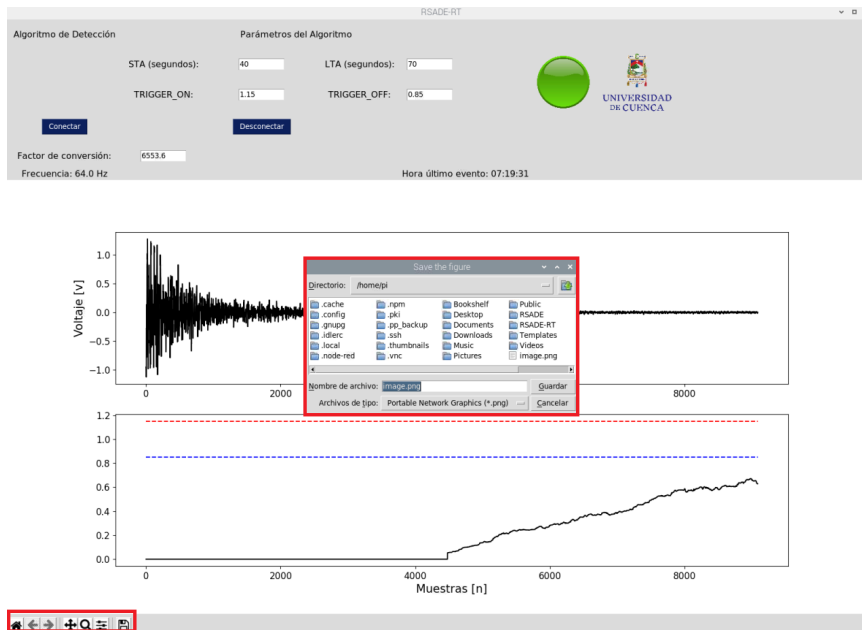 RSADE-RT
Algoritmo de Detección Parámetros del Algoritmo
STA (segundos): 40 LTA (segundos): 70
TRIGGER_ON: 1.15 TRIGGER_OFF: 0.85
UNIVERSIDAD
DE CUENCA
Conectar Desconectar
Factor de conversión: 6553.6
Frecuencia: 64.0 Hz Hora último evento: 07:19:31
Voltaje [v]
1.0
0.5
0.0
−0.5
−1.0
0 2000 8000
Save the figure
Directorio: /home/pi
.cache .npm Bookshelf Public
.config .pki Desktop RSADE
.gnupg .pp_backup Documents RSADE-RT
.idlerc .ssh Downloads Templates
.local .thumbnails Music Videos
.node-red .vnc Pictures image.png
Nombre de archivo: image.png Guardar
Archivos de tipo: Portable Network Graphics (*.png) Cancelar
1.2
1.0
0.8
0.6
0.4
0.2
0.0
0 2000 4000 6000 8000
Muestras [n]